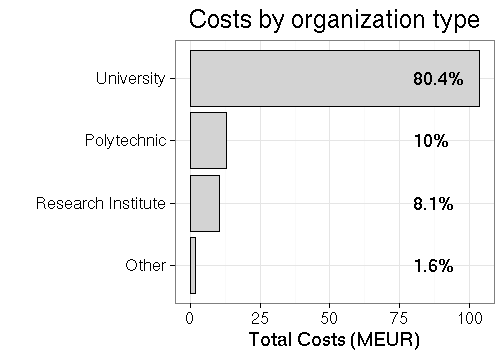 Costs by organization type
University 80.4%
Polytechnic 10%
Research Institute 8.1%
Other 1.6%
0 25 50 75 100
Total Costs (MEUR)